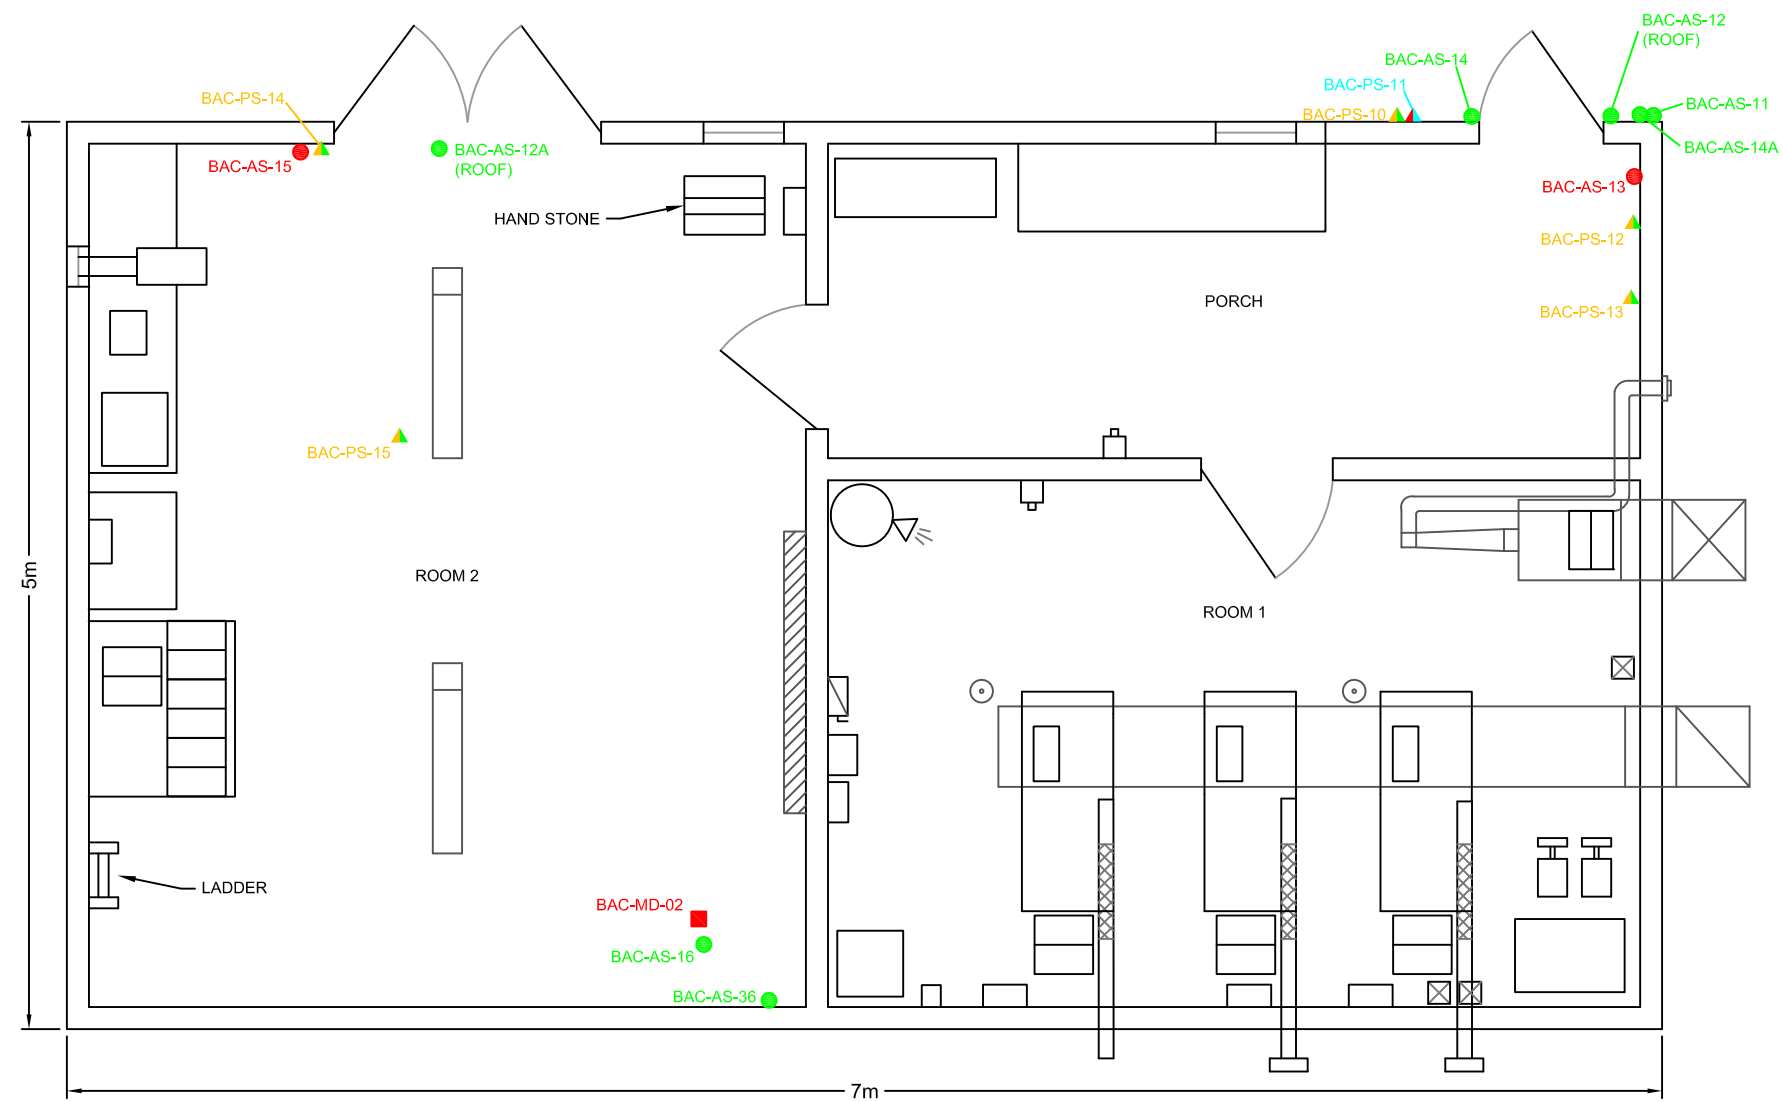 BAC-AS-12
(ROOF)
BAC-AS-14
BAC-PS-11
BAC-PS-14
BAC-AS-11
BAC-PS-10
BAC-AS-14A
BAC-AS-12A
(ROOF)
BAC-AS-15
BAC-AS-13
HAND STONE
BAC-PS-12
PORCH
BAC-PS-13
BAC-PS-15
5m
ROOM 2
ROOM 1
LADDER
BAC-MD-02
BAC-AS-16
BAC-AS-36
7m